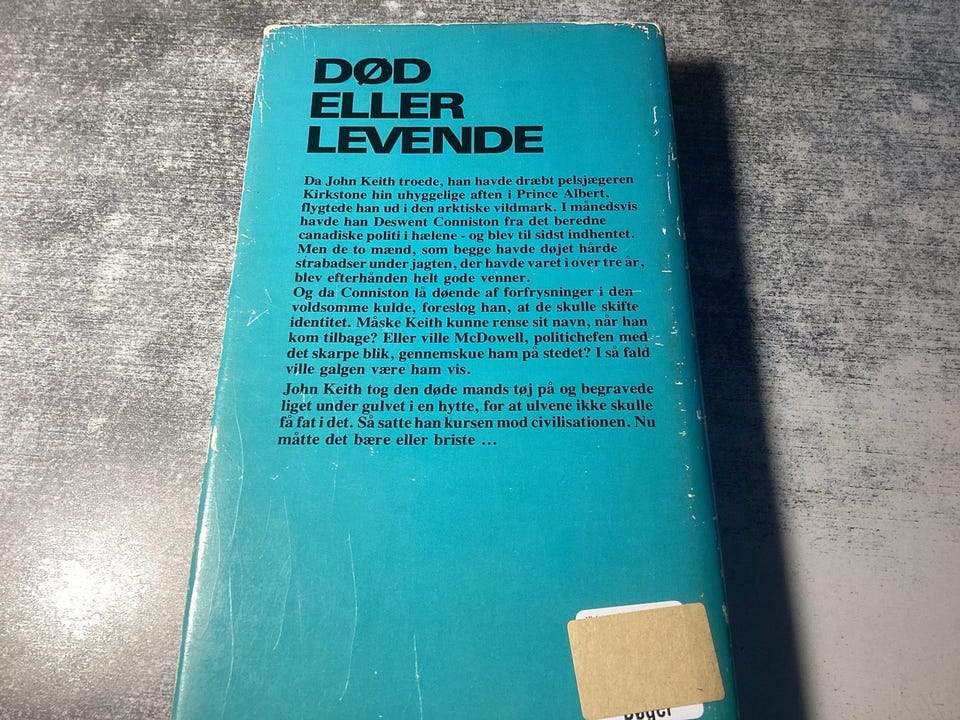 DØD
ELLER
LEVENDE
Da John Keith troede, han havde dræbt pelsjægeren
Kirkstone hin uhyggelige aften i Prince Albert,
flygtede han ud i den arktiske vildmark. I månedsvis
havde han Deswent Conniston fra det beredne
canadiske politi i hælene - og blev til sidst indhentet.
Men de to mænd, som begge havde døjet hårde
strabadser under jagten, der havde varet i over tre år,
blev efterhånden helt gode venner.
Og da Conniston lå døende af forfrysninger i den
voldsomme kulde, foreslog han, at de skulle skifte
identitet. Måske Keith kunne rense sit navn, når han
kom tilbage? Eller ville McDowell, politichefen med
det skarpe blik, gennemskue ham på stedet? I så fald
ville galgen være ham vis.
John Keith tog den døde mands tøj på og begravede
liget under gulvet i en hytte, for at ulvene ikke skulle
få fat i det. Så satte han kursen mod civilisationen. Nu
måtte det bære eller briste ...
Bøger